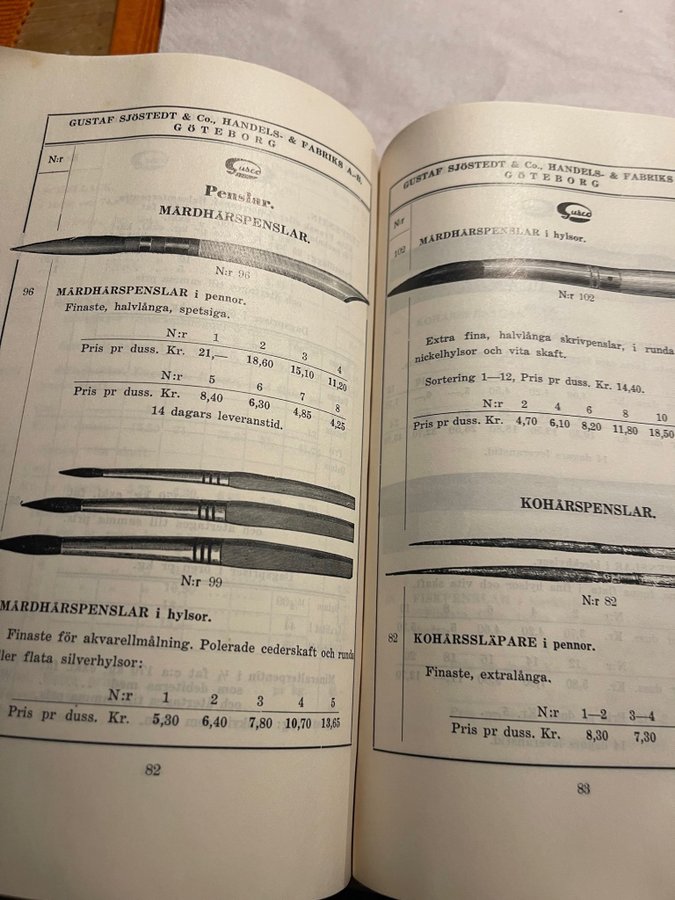 GUSTAF SJÖSTEDT & Co., HANDELS- & FABRIKS A.-B.
GÖTEBORG
N:r
Gusco
Penslar.
MÅRDHÅRSPENSLAR.
N:r 96
96 MÅRDHÅRSPENSLAR i pennor.
Finaste, halvlånga, spetsiga.
N:r 1 2 3 4
Pris pr duss. Kr. 21,— 18,60 15,10 11,20
N:r 5 6 7 8
Pris pr duss. Kr. 8,40 6,30 4,85 4,25
14 dagars leveranstid.
N:r 99
MÅRDHÅRSPENSLAR i hylsor.
Finaste för akvarellmålning. Polerade cederskaft och runda
ller flata silverhylsor:
N:r 1 2 3 4 5
Pris pr duss. Kr. 5,30 6,40 7,80 10,70 13,65
82
GUSTAF SJÖSTEDT & Co., HANDELS- & FABRIKS
GÖTEBORG
N:r
Gusco
102 MÅRDHÅRSPENSLAR i hylsor.
N:r 102
Extra fina, halvlånga skrivpenslar, i runda
nickelhylsor och vita skaft.
Sortering 1—12, Pris pr duss. Kr. 14,40.
N:r 2 4 6 8 10
Pris pr duss. Kr. 4,70 6,10 8,20 11,80 18,50
KOHÅRSPENSLAR.
N:r 82
82 KOHÅRSSLÄPARE i pennor.
Finaste, extralånga.
N:r 1—2 3—4
Pris pr duss. Kr. 8,30 7,30
83